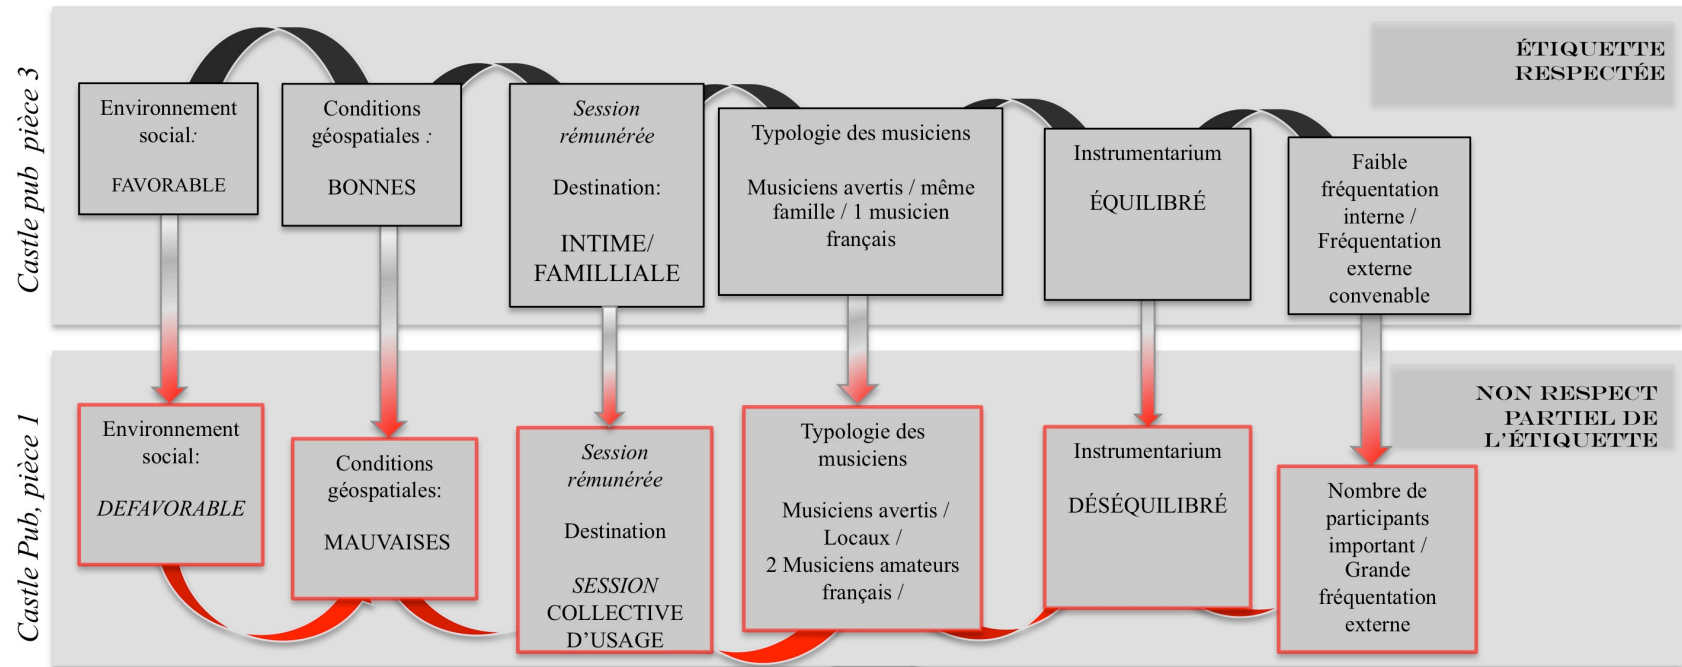 Castle pub pièce 3
ÉTIQUETTE
RESPECTÉE
Environnement
social:
FAVORABLE
Conditions
géospatiales :
BONNES
Session
rémunérée
Destination:
INTIME/
FAMILLIALE
Typologie des musiciens
Musiciens avertis / même
famille / 1 musicien
français
Instrumentarium
ÉQUILIBRÉ
Faible
fréquentation
interne /
Fréquentation
externe
convenable
Castle Pub, pièce 1
NON RESPECT
PARTIEL DE
L'ÉTIQUETTE
Environnement
social:
DEFAVORABLE
Conditions
géospatiales:
MAUVAISES
Session
rémunérée
Destination
SESSION
COLLECTIVE
D'USAGE
Typologie des
musiciens
Musiciens avertis /
Locaux /
2 Musiciens amateurs
français /
Instrumentarium
DÉSÉQUILIBRÉ
Nombre de
participants
important /
Grande
fréquentation
externe